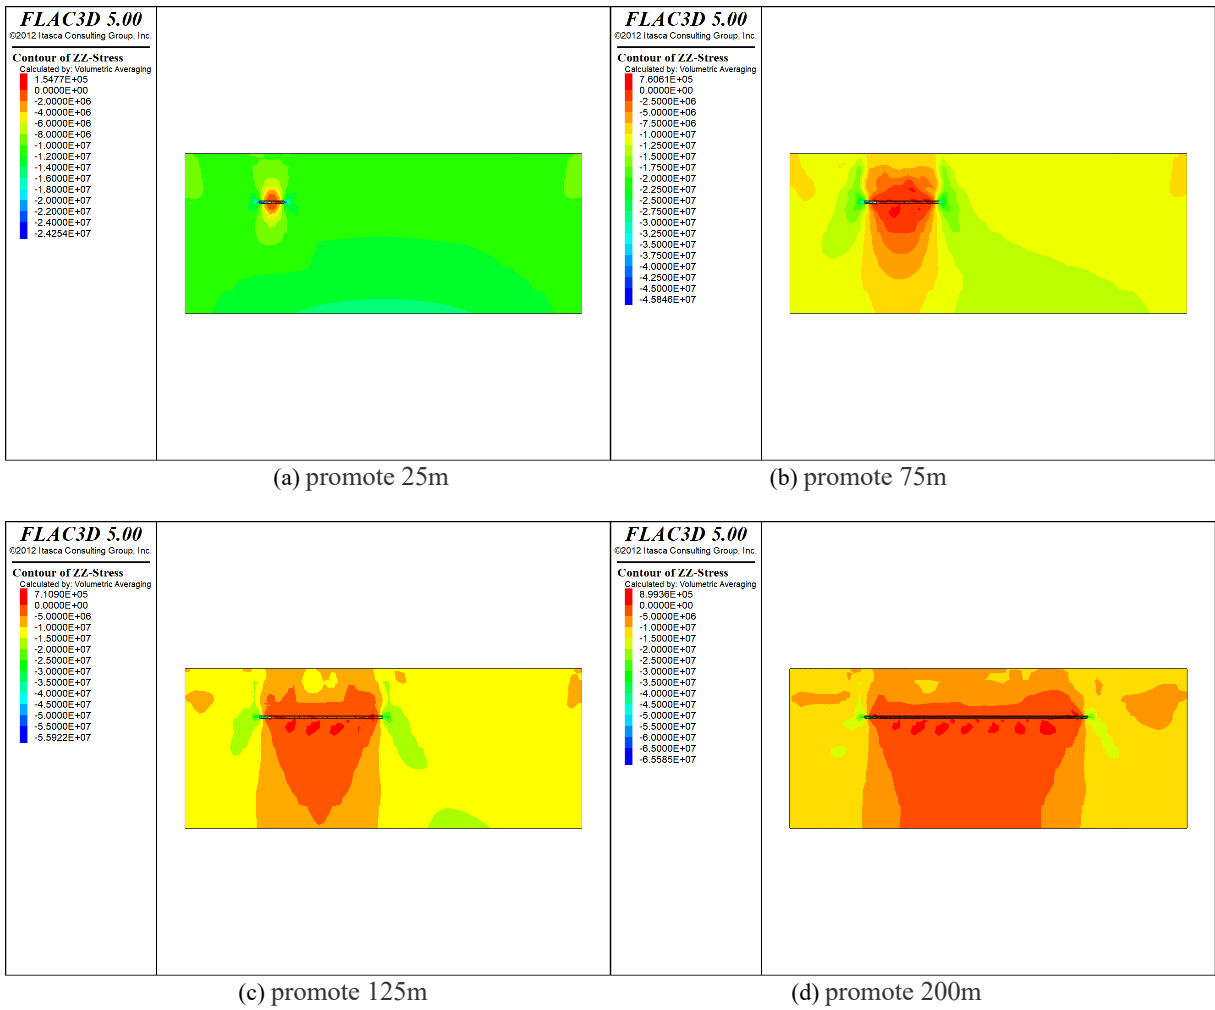 FLAC3D 5.00
©2012 Itasca Consulting Group, Inc.
Contour of ZZ-Stress
Calculated by: Volumetric Averaging
1.5477E+05
0.0000E+00
-2.0000E+06
-4.0000E+06
-6.0000E+06
-8.0000E+06
-1.0000E+07
-1.2000E+07
-1.4000E+07
-1.6000E+07
-1.8000E+07
-2.0000E+07
-2.2000E+07
-2.4000E+07
-2.4254E+07
(a) promote 25m
FLAC3D 5.00
©2012 Itasca Consulting Group, Inc.
Contour of ZZ-Stress
Calculated by: Volumetric Averaging
7.6061E+05
0.0000E+00
-2.5000E+06
-5.0000E+06
-7.5000E+06
-1.0000E+07
-1.2500E+07
-1.5000E+07
-1.7500E+07
-2.0000E+07
-2.2500E+07
-2.5000E+07
-2.7500E+07
-3.0000E+07
-3.2500E+07
-3.5000E+07
-3.7500E+07
-4.0000E+07
-4.2500E+07
-4.5000E+07
-4.5846E+07
(b) promote 75m
FLAC3D 5.00
©2012 Itasca Consulting Group, Inc.
Contour of ZZ-Stress
Calculated by: Volumetric Averaging
7.1090E+05
0.0000E+00
-5.0000E+06
-1.0000E+07
-1.5000E+07
-2.0000E+07
-2.5000E+07
-3.0000E+07
-3.5000E+07
-4.0000E+07
-4.5000E+07
-5.0000E+07
-5.5000E+07
-5.5922E+07
(c) promote 125m
FLAC3D 5.00
©2012 Itasca Consulting Group, Inc.
Contour of ZZ-Stress
Calculated by: Volumetric Averaging
8.9936E+05
0.0000E+00
-5.0000E+06
-1.0000E+07
-1.5000E+07
-2.0000E+07
-2.5000E+07
-3.0000E+07
-3.5000E+07
-4.0000E+07
-4.5000E+07
-5.0000E+07
-5.5000E+07
-6.0000E+07
-6.5000E+07
-6.5585E+07
(d) promote 200m